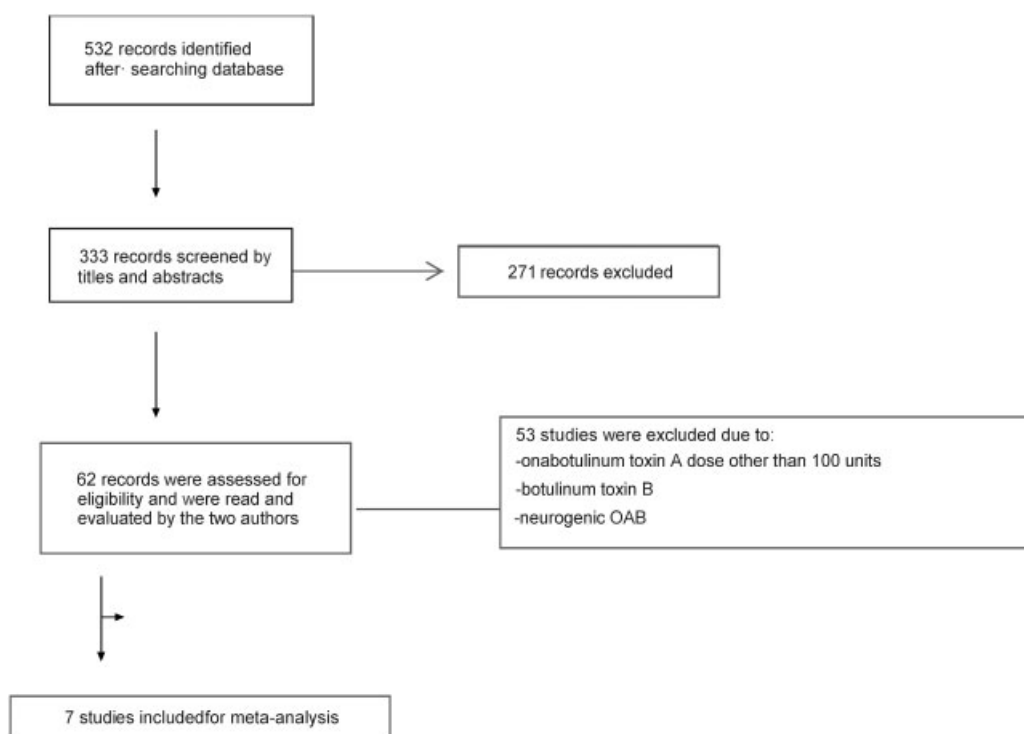 532 records identified
after· searching database
333 records screened by
titles and abstracts
271 records excluded
62 records were assessed for
eligibility and were read and
evaluated by the two authors
53 studies were excluded due to:
-onabotulinum toxin A dose other than 100 units
-botulinum toxin B
-neurogenic OAB
7 studies includedfor meta-analysis